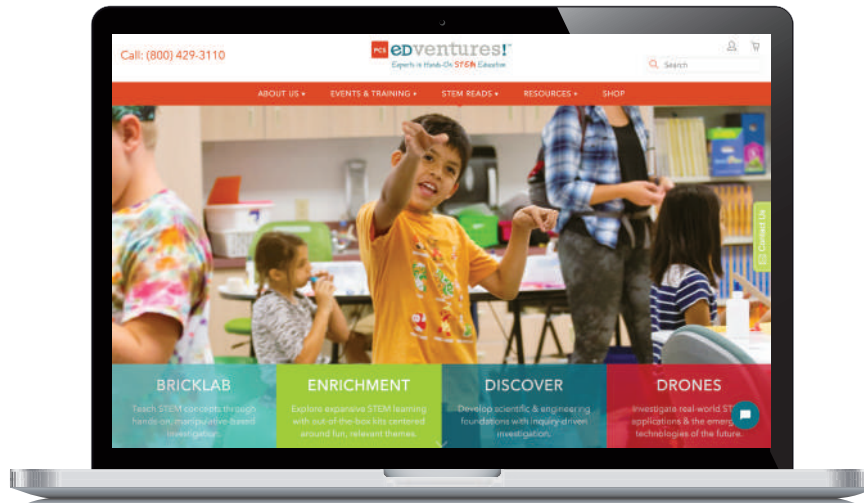 Call: (800) 429-3110
PCS edventures!
Experts in Hands-On STEM Education
Search
ABOUT US
EVENTS & TRAINING
STEM READS
RESOURCES
SHOP
Contact Us
BRICKLAB
Teach STEM concepts through
hands-on, manipulative-based
investigation.
ENRICHMENT
Explore expansive STEM learning
with out-of-the-box kits centered
around fun, relevant themes.
DISCOVER
Develop scientific & engineering
foundations with inquiry-driven
investigation.
DRONES
Investigate real-world
applications & the
technologies of the future.